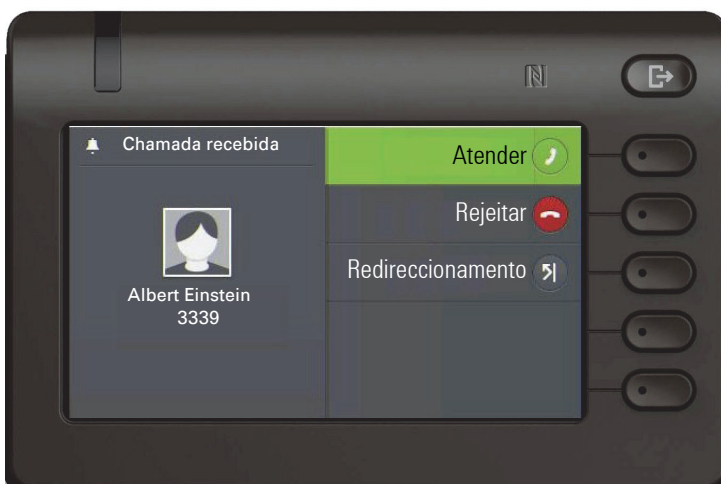 Chamada recebida
Albert Einstein
3339
Atender
Rejeitar
Redireccionamento